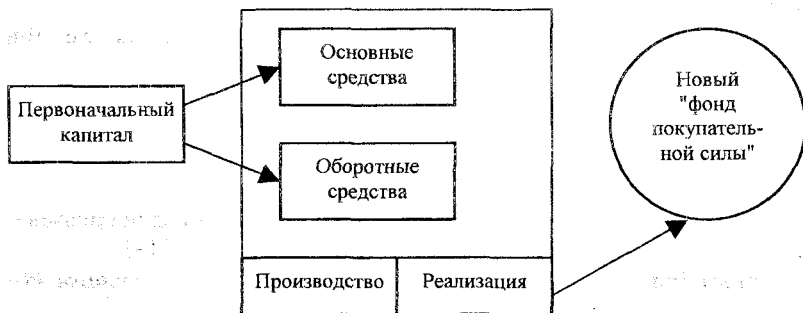 Основные
средства
Первоначальный
капитал
Оборотные
средства
Новый
"фонд
покупатель-
ной силы"
Производство
Реализация